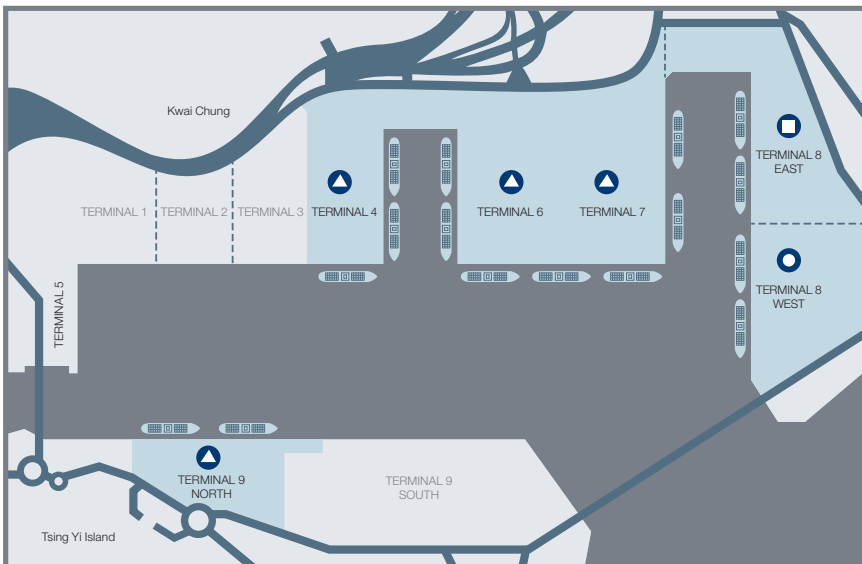 Kwai Chung
TERMINAL 8
EAST
TERMINAL 1
TERMINAL 2
TERMINAL 3
TERMINAL 4
TERMINAL 6
TERMINAL 7
TERMINAL 8
WEST
TERMINAL 5
TERMINAL 9
NORTH
TERMINAL 9
SOUTH
Tsing Yi Island